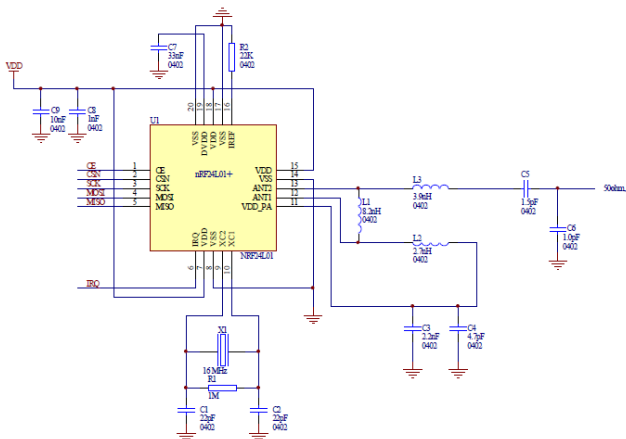 C7
33nF
0402
R2
22K
0402
VDD
C9
10nF
0402
C8
1nF
0402
U1
20
19
18
17
16
VSS
DVDD
VDD
VSS
IREF
nRF24L01+
CE
CSN
SCK
MOSI
MISO
1
2
3
4
5
CE
CSN
SCK
MOSI
MISO
VDD
VSS
ANT2
ANT1
VDD_PA
15
14
13
12
11
IRQ
VDD
VSS
XC2
XC1
6
7
8
9
10
NRF24L01
IRQ
L3
3.9nH
0402
L1
8.2nH
0402
L2
2.7nH
0402
C5
1.5pF
0402
50ohm,
C6
1.0pF
0402
C3
2.2nF
0402
C4
4.7pF
0402
X1
16 MHz
R1
1M
C1
22pF
0402
C2
22pF
0402